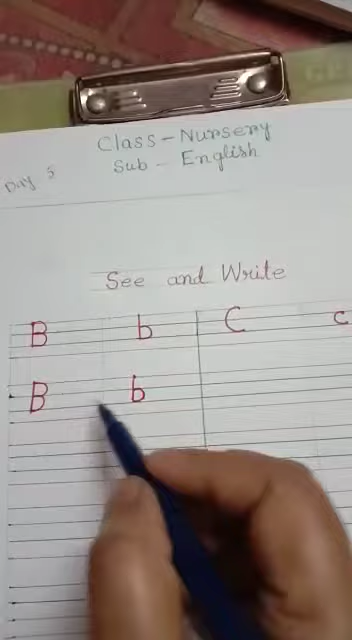 Class - Nursery
Day 5
Sub - English
See and Write
B b C c
B b